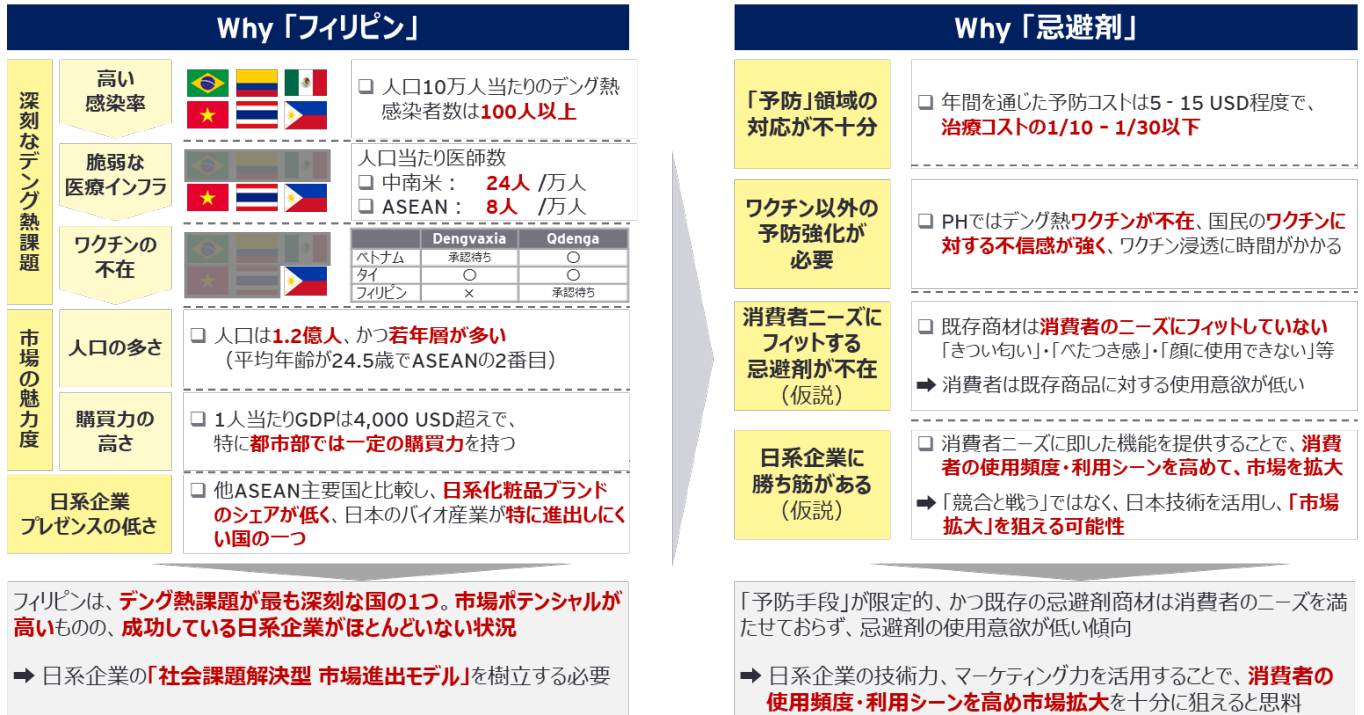 Why「フィリピン」
深刻なデング熱課題
高い
感染率
❑ 人口10万人当たりのデング熱
感染者数は100人以上
脆弱な
医療インフラ
人口当たり医師数
❑ 中南米： 24人 /万人
❑ ASEAN： 8人 /万人
ワクチンの
不在
Dengvaxia Qdenga
ベトナム 承認待ち ○
タイ ○ ○
フィリピン × 承認待ち
市場の魅力度
人口の多さ
❑ 人口は1.2億人、かつ若年層が多い
（平均年齢が24.5歳でASEANの2番目）
購買力の
高さ
❑ 1人当たりGDPは4,000 USD超えで、
特に都市部では一定の購買力を持つ
日系企業
プレゼンスの低さ
❑ 他ASEAN主要国と比較し、日系化粧品ブランド
のシェアが低く、日本のバイオ産業が特に進出しにく
い国の一つ
フィリピンは、デング熱課題が最も深刻な国の1つ。市場ポテンシャルが
高いものの、成功している日系企業がほとんどいない状況
➡ 日系企業の「社会課題解決型 市場進出モデル」を樹立する必要
Why「忌避剤」
「予防」領域の
対応が不十分
❑ 年間を通じた予防コストは5 - 15 USD程度で、
治療コストの1/10 - 1/30以下
ワクチン以外の
予防強化が
必要
❑ PHではデング熱ワクチンが不在、国民のワクチンに
対する不信感が強く、ワクチン浸透に時間がかかる
消費者ニーズに
フィットする
忌避剤が不在
（仮説）
❑ 既存商材は消費者のニーズにフィットしていない
「きつい匂い」・「べたつき感」・「顔に使用できない」等
➡ 消費者は既存商品に対する使用意欲が低い
日系企業に
勝ち筋がある
（仮説）
❑ 消費者ニーズに即した機能を提供することで、消費
者の使用頻度・利用シーンを高めて、市場を拡大
➡ 「競合と戦う」ではなく、日本技術を活用し、「市場
拡大」を狙える可能性
「予防手段」が限定的、かつ既存の忌避剤商材は消費者のニーズを満
たせておらず、忌避剤の使用意欲が低い傾向
➡ 日系企業の技術力、マーケティング力を活用することで、消費者の
使用頻度・利用シーンを高め市場拡大を十分に狙えると思料